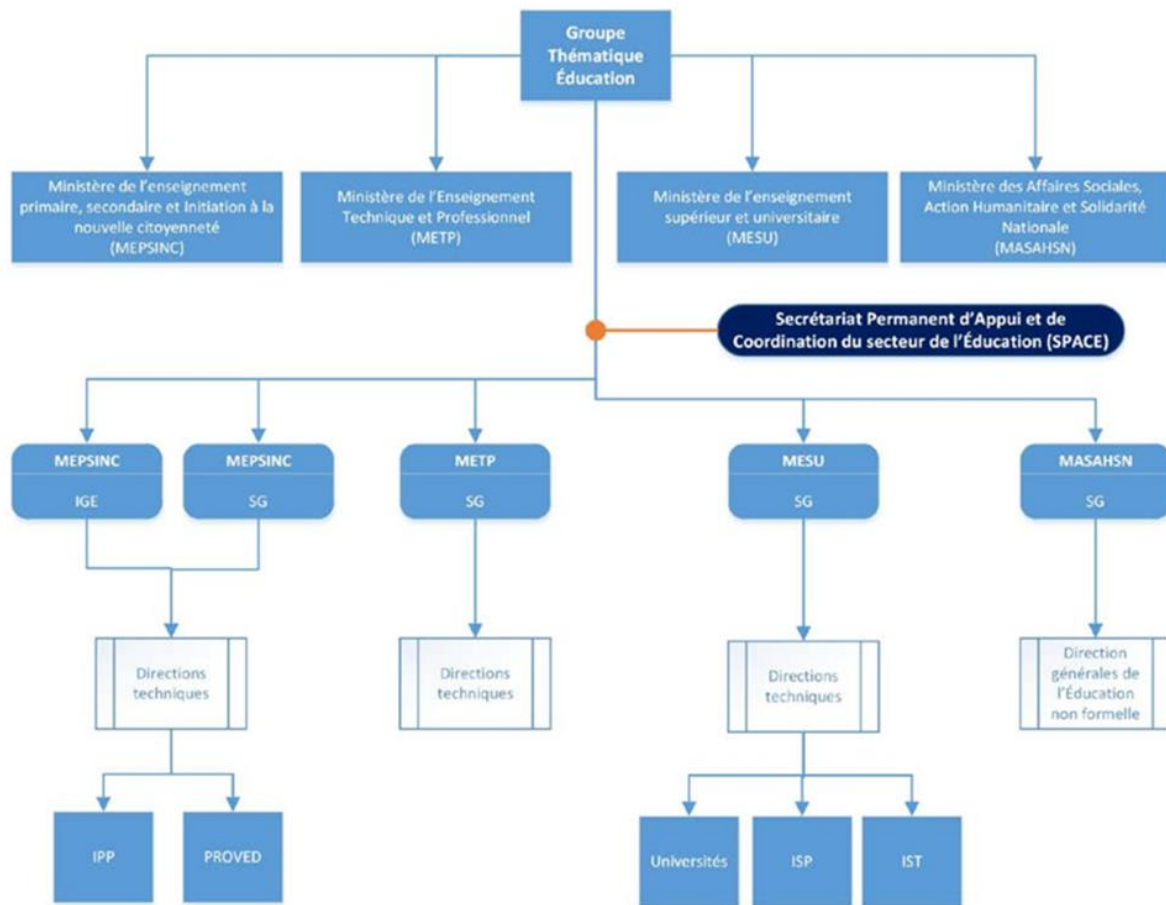 Groupe
Thématique
Éducation
Ministère de l'enseignement
primaire, secondaire et Initiation à la
nouvelle citoyenneté
(MEPSINC)
Ministère de l'Enseignement
Technique et Professionnel
(METP)
Ministère de l'enseignement
supérieur et universitaire
(MESU)
Ministère des Affaires Sociales,
Action Humanitaire et Solidarité
Nationale
(MASAHSN)
Secrétariat Permanent d'Appui et de
Coordination du secteur de l'Éducation (SPACE)
MEPSINC
IGE
MEPSINC
SG
METP
SG
MESU
SG
MASAHSN
SG
Directions
techniques
Directions
techniques
Directions
techniques
Direction
générales de
l'Éducation
non formelle
IPP
PROVED
Universités
ISP
IST